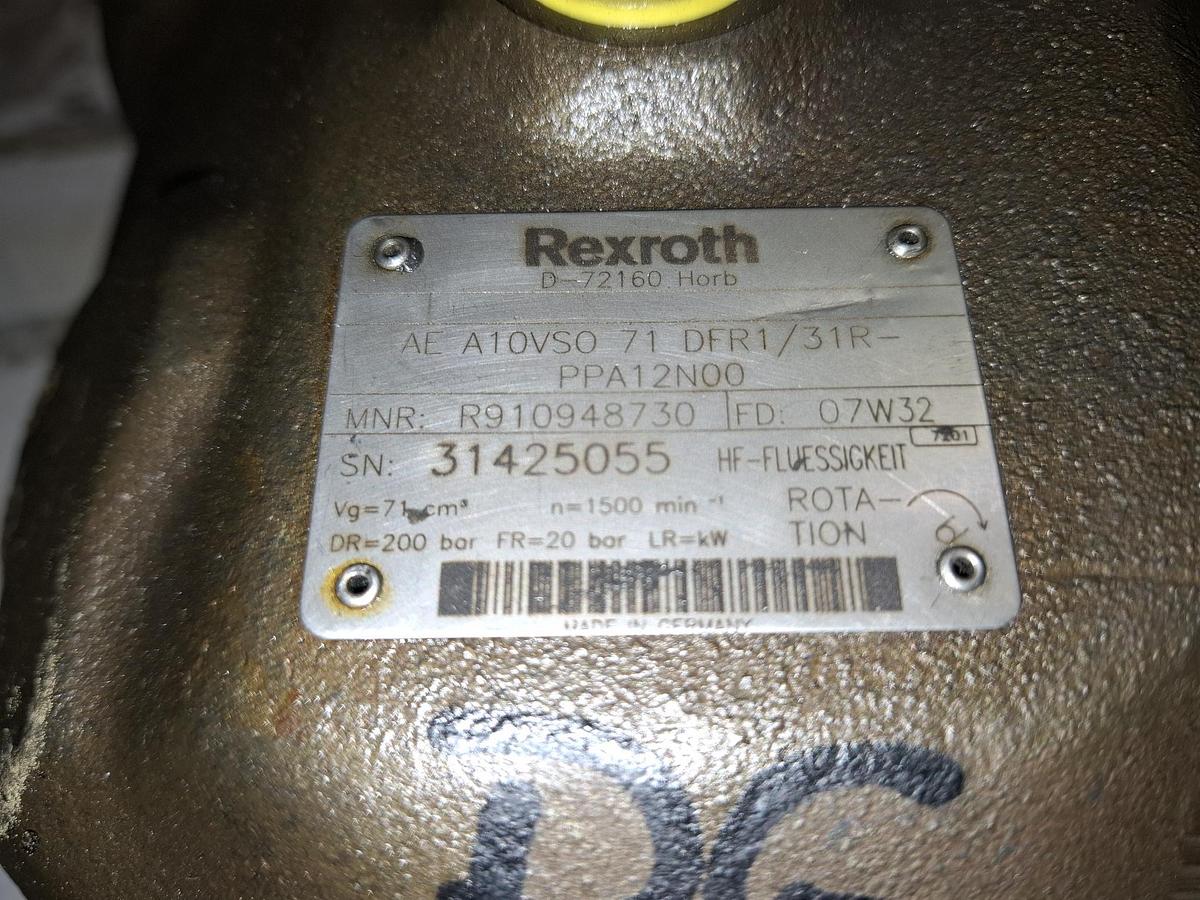 Rexroth
D-72160 Horb
AE A10VSO 71 DFR1/31R-
PPA12N00
MNR: R910948730 FD: 07W32
7201
SN: 31425055 HF-FLUESSIGKEIT
Vg=71 cm³ n=1500 min⁻¹ ROTA-
DR=200 bar FR=20 bar LR=kW TION
MADE IN GERMANY